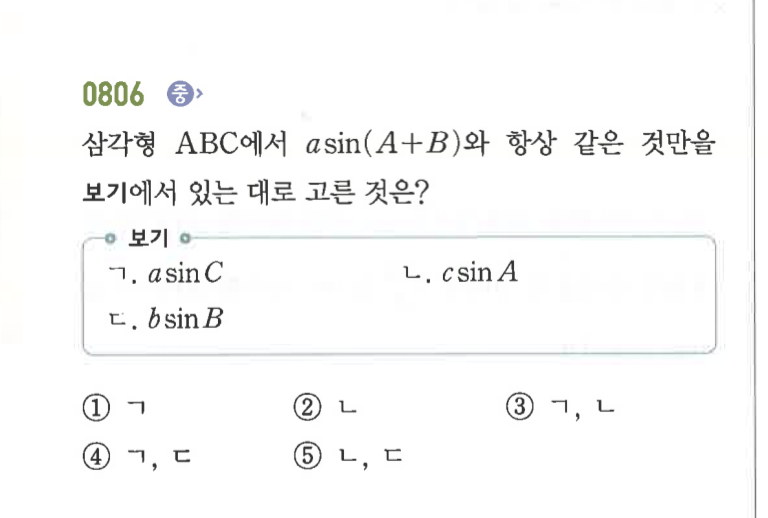 0806 중>
삼각형 ABC에서 a sin(A+B)와 항상 같은 것만을
보기에서 있는 대로 고른 것은?
보기
ㄱ. a sin C ㄴ. c sin A
ㄷ. b sin B
① ㄱ ② ㄴ ③ ㄱ, ㄴ
④ ㄱ, ㄷ ⑤ ㄴ, ㄷ